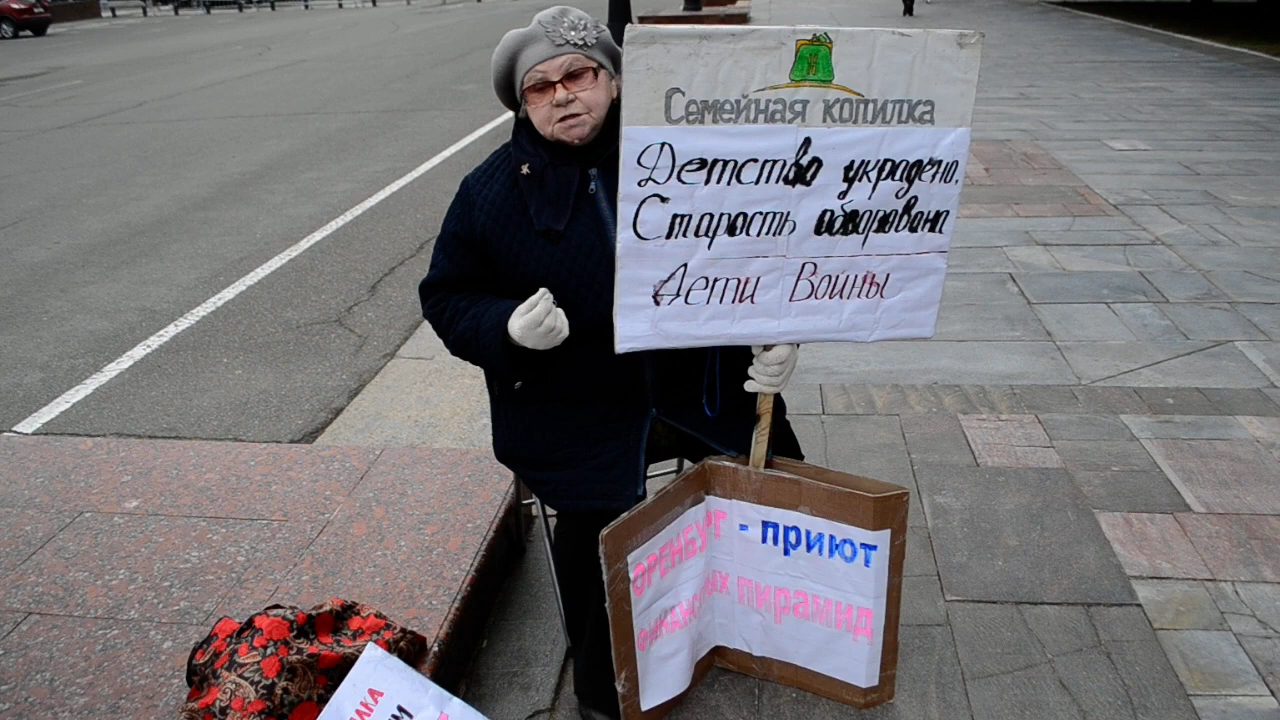 Семейная копилка
Детство украдено.
Старость обворована
Дети Войны
ОРЕНБУРГ - приют
пирамид